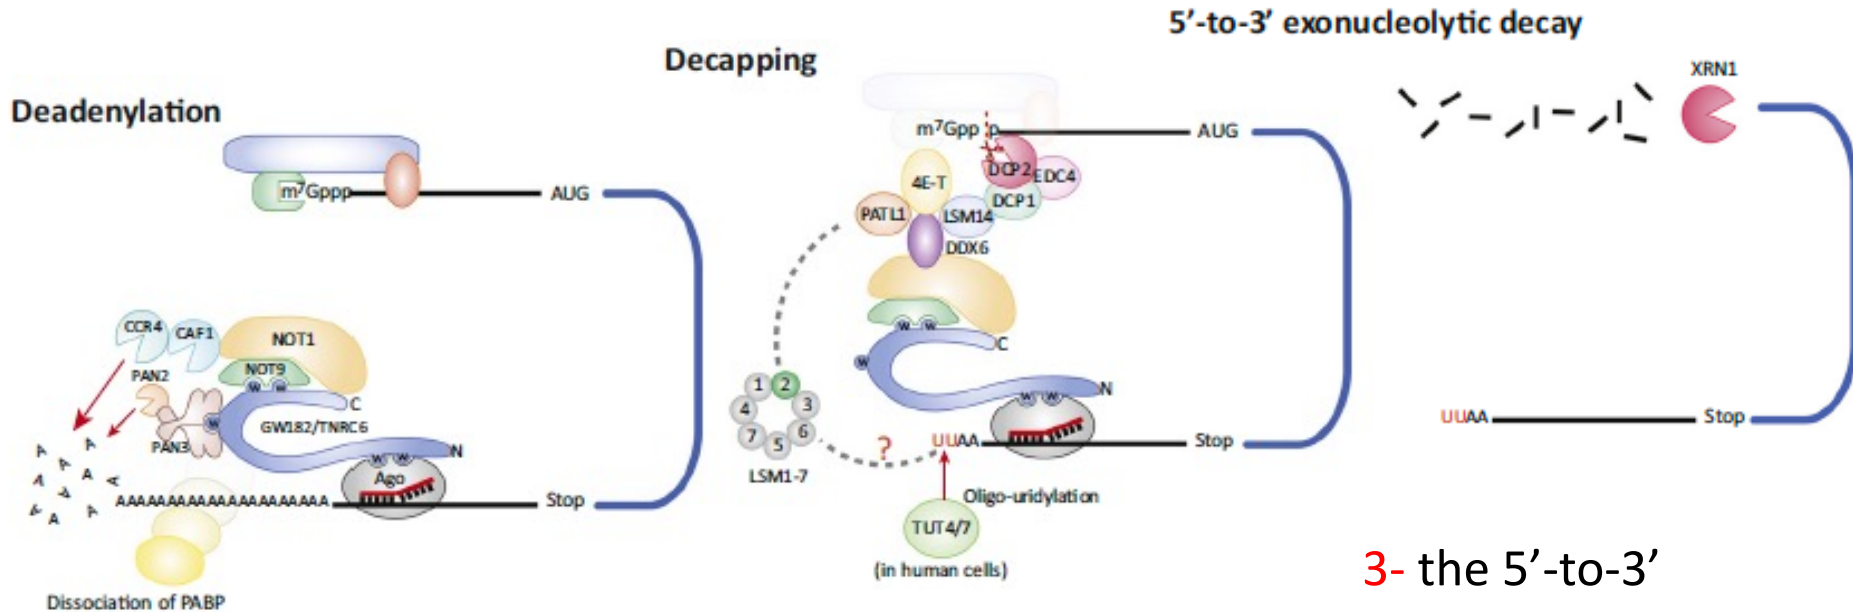 5’-to-3’ exonucleolytic decay
Decapping
Deadenylation
XRN1
m⁷Gppp
AUG
CCR4
CAF1
NOT1
NOT9
PAN2
PAN3
W
W
W
C
GW182/TNRC6
N
W
W
Ago
A
A
A
A
A
A
A
A
A
A
AAAAAAAAAAAAAAAAAAAAA
Stop
Dissociation of PABP
m⁷Gpp p
AUG
4E-T
DCP2
EDC4
DCP1
PATL1
LSM14
DDX6
W
W
W
C
N
W
W
1
2
3
4
5
6
7
LSM1-7
?
UUAA
Stop
Oligo-uridylation
TUT4/7
(in human cells)
UUAA
Stop
3- the 5’-to-3’